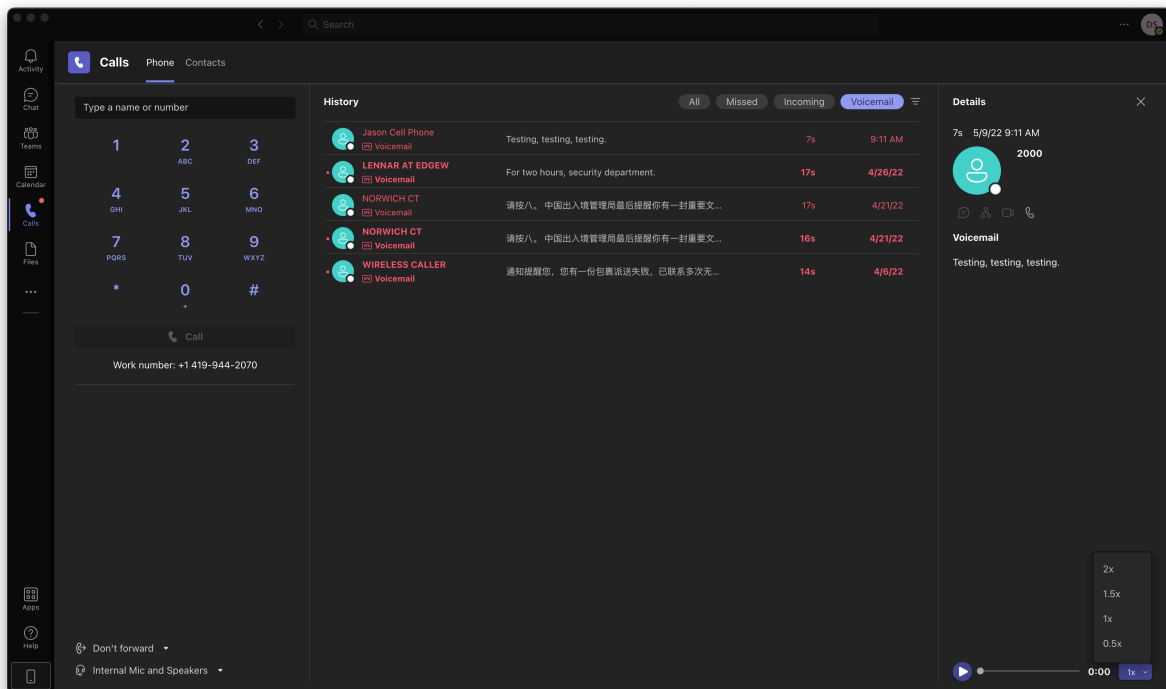 Search
DS
Activity
Chat
Teams
Calendar
Calls
Files
Apps
Help
Calls
Phone
Contacts
Type a name or number
1
2
ABC
3
DEF
4
GHI
5
JKL
6
MNO
7
PQRS
8
TUV
9
WXYZ
*
0
+
#
Call
Work number: +1 419-944-2070
Don't forward
Internal Mic and Speakers
History
All
Missed
Incoming
Voicemail
Jason Cell Phone
Voicemail
Testing, testing, testing.
7s
9:11 AM
LENNAR AT EDGEW
Voicemail
For two hours, security department.
17s
4/26/22
NORWICH CT
Voicemail
请按八。 中国出入境管理局最后提醒你有一封重要文...
17s
4/21/22
NORWICH CT
Voicemail
请按八。 中国出入境管理局最后提醒你有一封重要文...
16s
4/21/22
WIRELESS CALLER
Voicemail
通知提醒您，您有一份包裹派送失败，已联系多次无...
14s
4/6/22
Details
7s 5/9/22 9:11 AM
2000
Voicemail
Testing, testing, testing.
2x
1.5x
1x
0.5x
0:00
1x